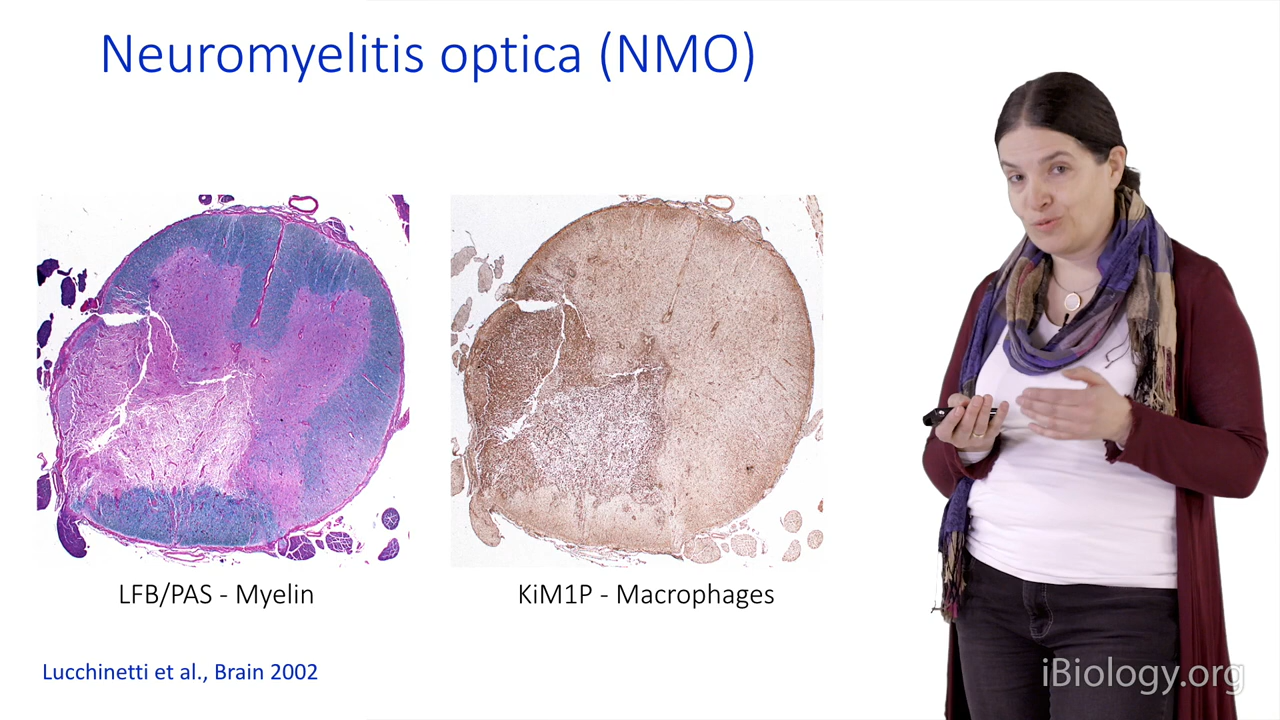 Neuromyelitis optica (NMO)
LFB/PAS - Myelin
KiM1P - Macrophages
Lucchinetti et al., Brain 2002
iBiology.org